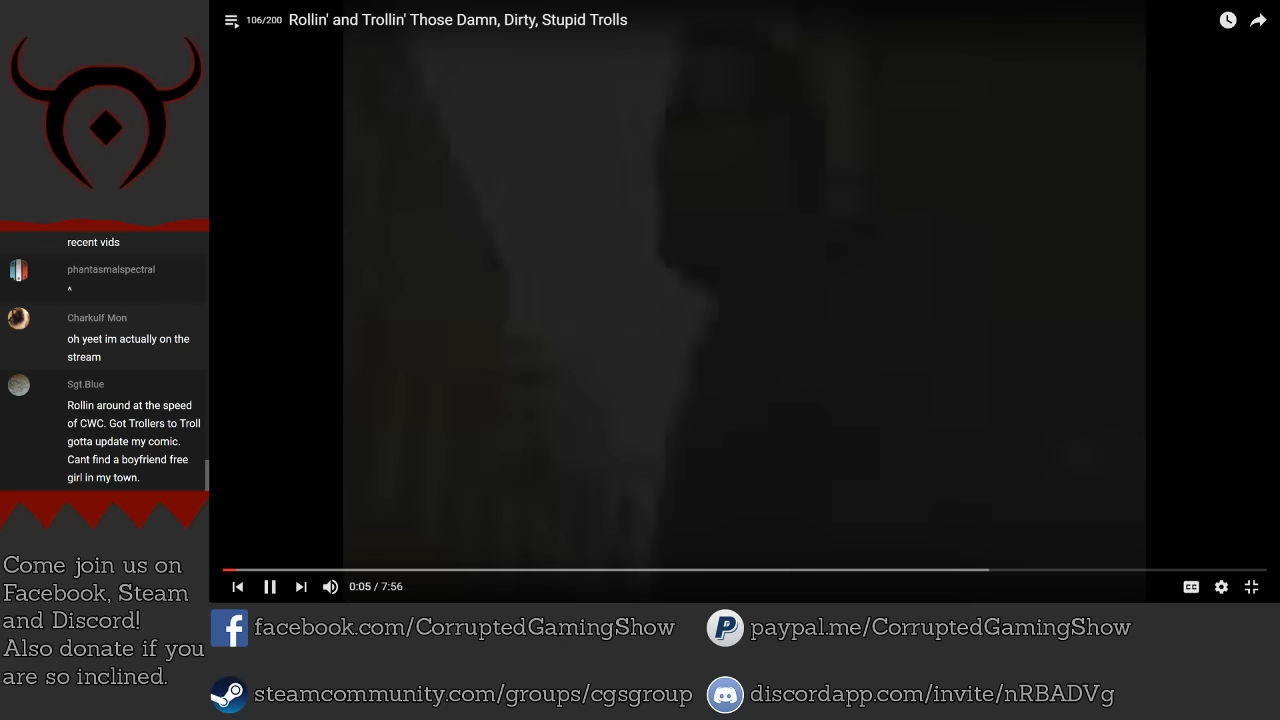 106/200 Rollin' and Trollin' Those Damn, Dirty, Stupid Trolls
recent vids
phantasmalspectral
^
Charkulf Mon
oh yeet im actually on the
stream
Sgt.Blue
Rollin around at the speed
of CWC. Got Trollers to Troll
gotta update my comic.
Cant find a boyfriend free
girl in my town.
Come join us on
Facebook, Steam
and Discord!
Also donate if you
are so inclined.
0:05 / 7:56
CC
facebook.com/CorruptedGamingShow
paypal.me/CorruptedGamingShow
steamcommunity.com/groups/cgsgroup
discordapp.com/invite/nRBADVg